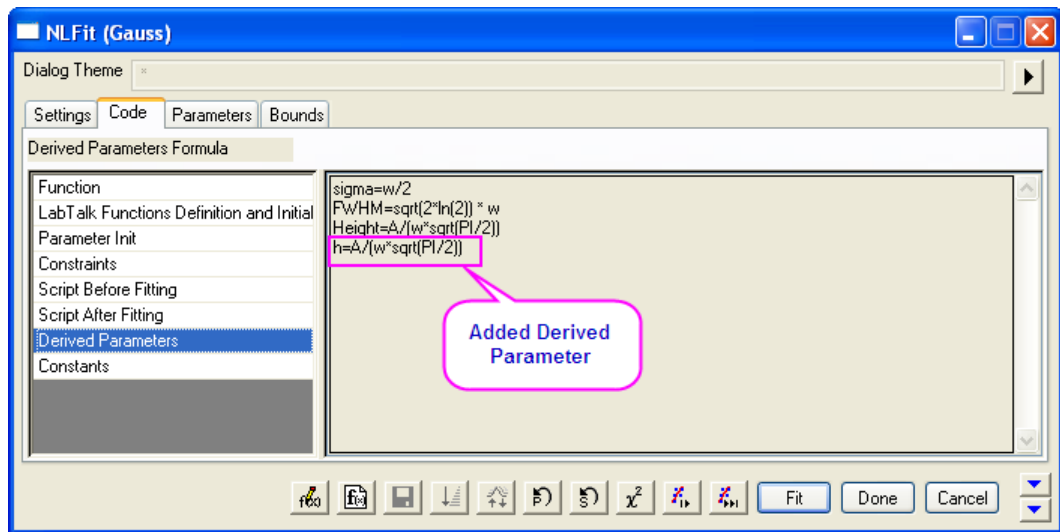 NLFit (Gauss)
Dialog Theme *
Settings Code Parameters Bounds
Derived Parameters Formula
Function
LabTalk Functions Definition and Initial
Parameter Init
Constraints
Script Before Fitting
Script After Fitting
Derived Parameters
Constants
sigma=w/2
FWHM=sqrt(2*ln(2)) * w
Height=A/(w*sqrt(PI/2))
h=A/(w*sqrt(PI/2))
Added Derived
Parameter
Fit Done Cancel